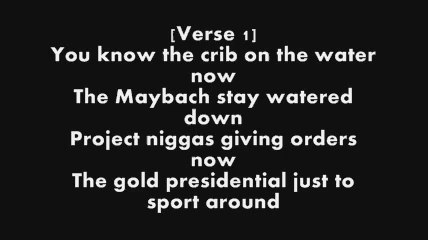 [Verse 1]
You know the crib on the water
now
The Maybach stay watered
down
Project niggas giving orders
now
The gold presidential just to
sport around